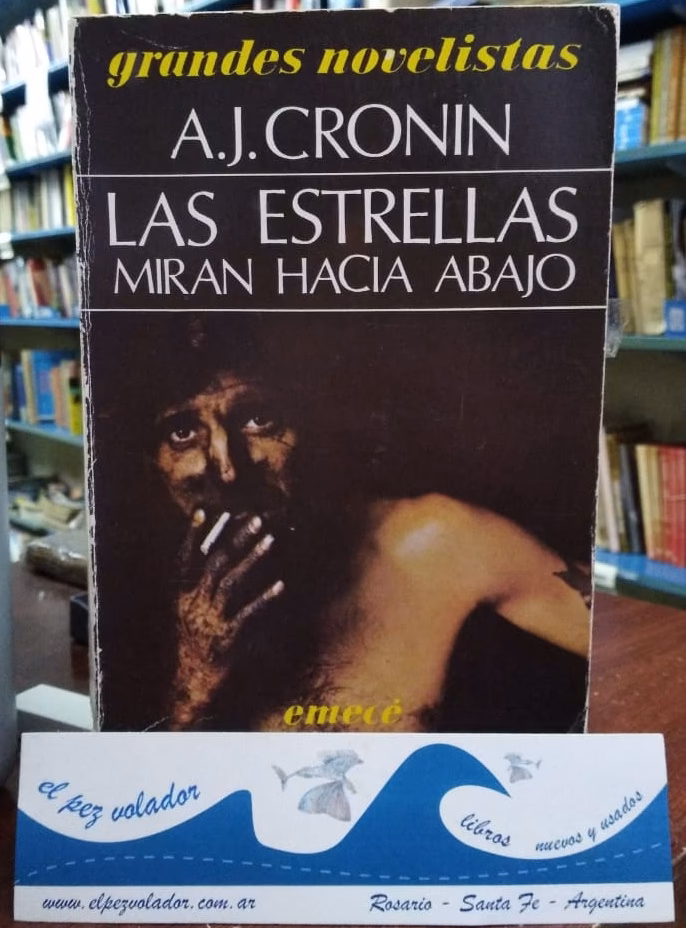 grandes novelistas
A.J. CRONIN
LAS ESTRELLAS
MIRAN HACIA ABAJO
emecé
el pez volador
libros nuevos y usados
www.elpezvolador.com.ar
Rosario - Santa Fe - Argentina